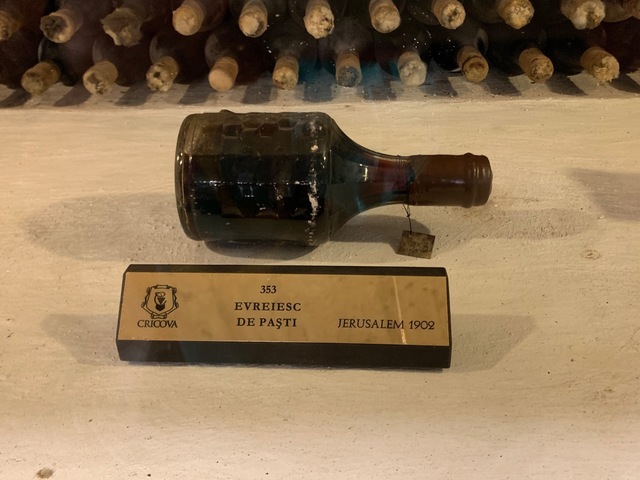 353
EVREIESC
DE PAŞTI
CRICOVA
JERUSALEM 1902